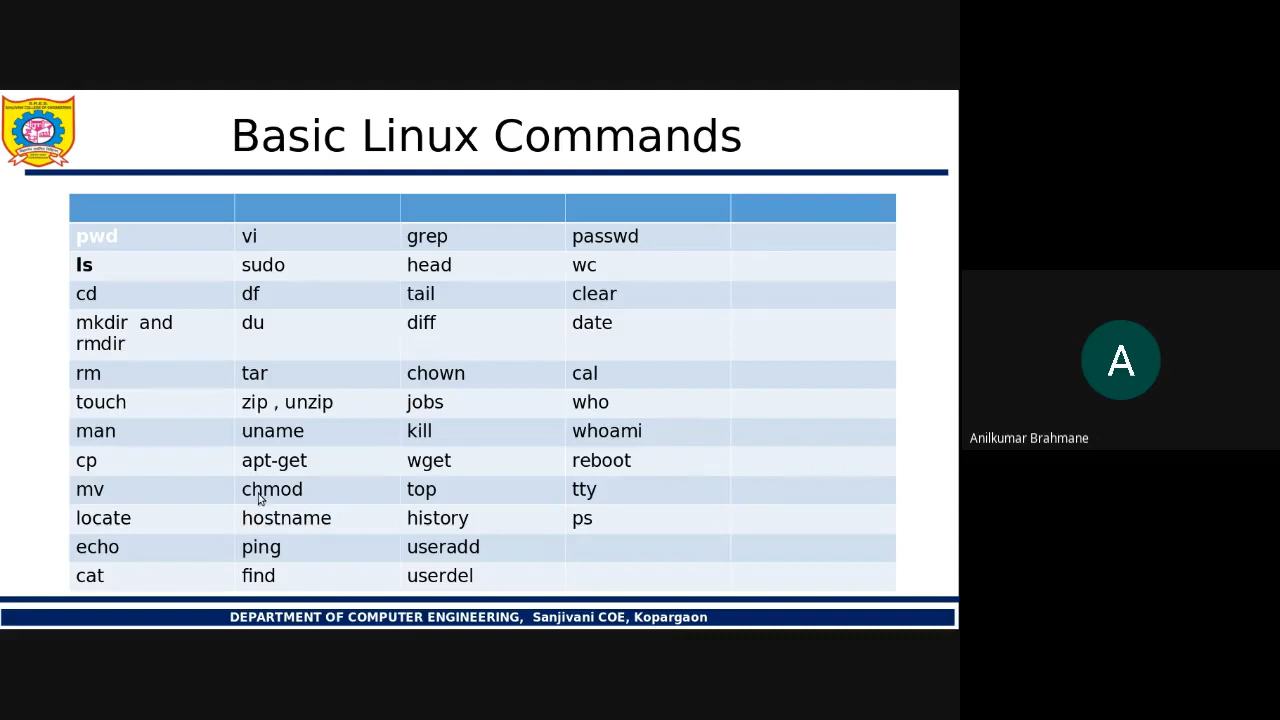 Basic Linux Commands
pwd vi grep passwd
ls sudo head wc
cd df tail clear
mkdir and du diff date
rmdir
rm tar chown cal
touch zip , unzip jobs who
man uname kill whoami
cp apt-get wget reboot
mv chmod top tty
locate hostname history ps
echo ping useradd
cat find userdel
DEPARTMENT OF COMPUTER ENGINEERING, Sanjivani COE, Kopargaon
A
Anilkumar Brahmane